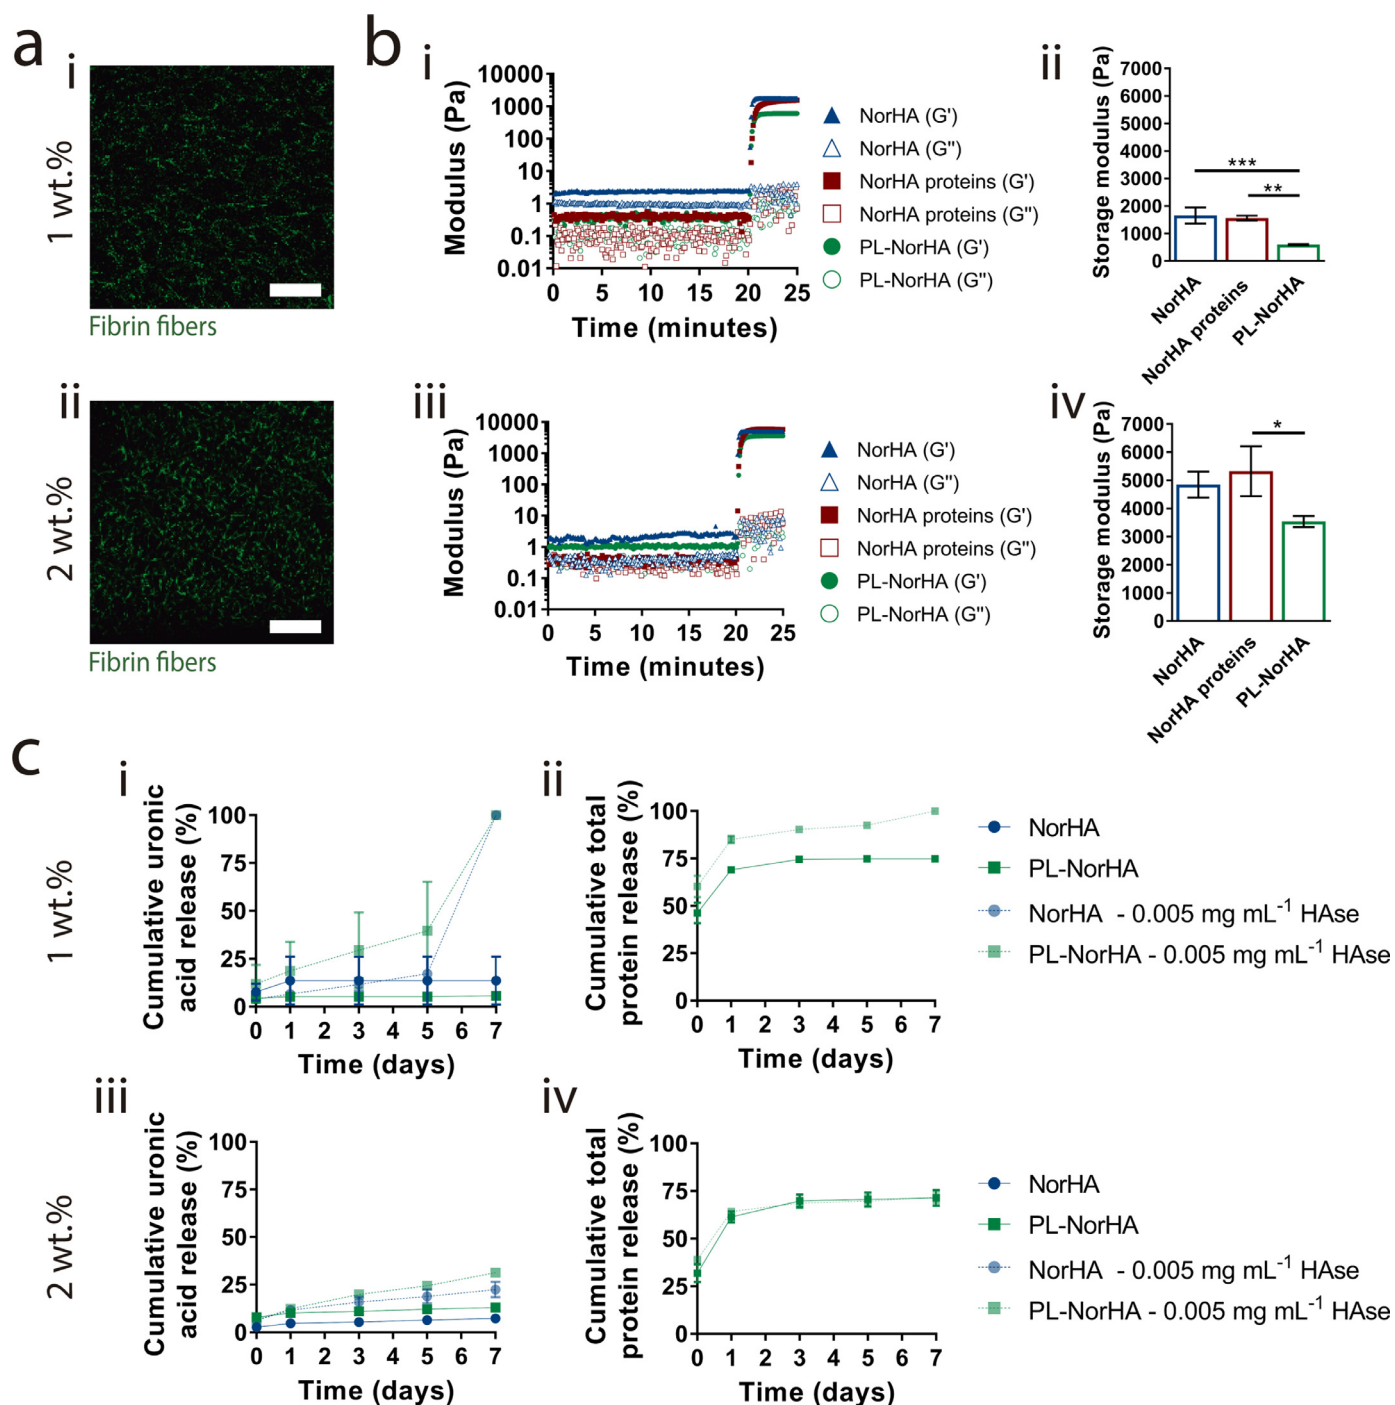 a
i
1 wt.%
Fibrin fibers
ii
2 wt.%
Fibrin fibers
b
i
Modulus (Pa)
10000
1000
100
10
1
0.1
0.01
0 5 10 15 20 25
Time (minutes)
NorHA (G')
NorHA (G")
NorHA proteins (G')
NorHA proteins (G")
PL-NorHA (G')
PL-NorHA (G")
ii
Storage modulus (Pa)
7000
6000
5000
4000
3000
2000
1000
0
***
**
NorHA
NorHA proteins
PL-NorHA
iii
Modulus (Pa)
10000
1000
100
10
1
0.1
0.01
0 5 10 15 20 25
Time (minutes)
NorHA (G')
NorHA (G")
NorHA proteins (G')
NorHA proteins (G")
PL-NorHA (G')
PL-NorHA (G")
iv
Storage modulus (Pa)
7000
6000
5000
4000
3000
2000
1000
0
*
NorHA
NorHA proteins
PL-NorHA
c
1 wt.%
i
Cumulative uronic
acid release (%)
100
75
50
25
0
0 1 2 3 4 5 6 7
Time (days)
ii
Cumulative total
protein release (%)
100
75
50
25
0
0 1 2 3 4 5 6 7
Time (days)
NorHA
PL-NorHA
NorHA - 0.005 mg mL⁻¹ HAse
PL-NorHA - 0.005 mg mL⁻¹ HAse
2 wt.%
iii
Cumulative uronic
acid release (%)
100
75
50
25
0
0 1 2 3 4 5 6 7
Time (days)
iv
Cumulative total
protein release (%)
100
75
50
25
0
0 1 2 3 4 5 6 7
Time (days)
NorHA
PL-NorHA
NorHA - 0.005 mg mL⁻¹ HAse
PL-NorHA - 0.005 mg mL⁻¹ HAse